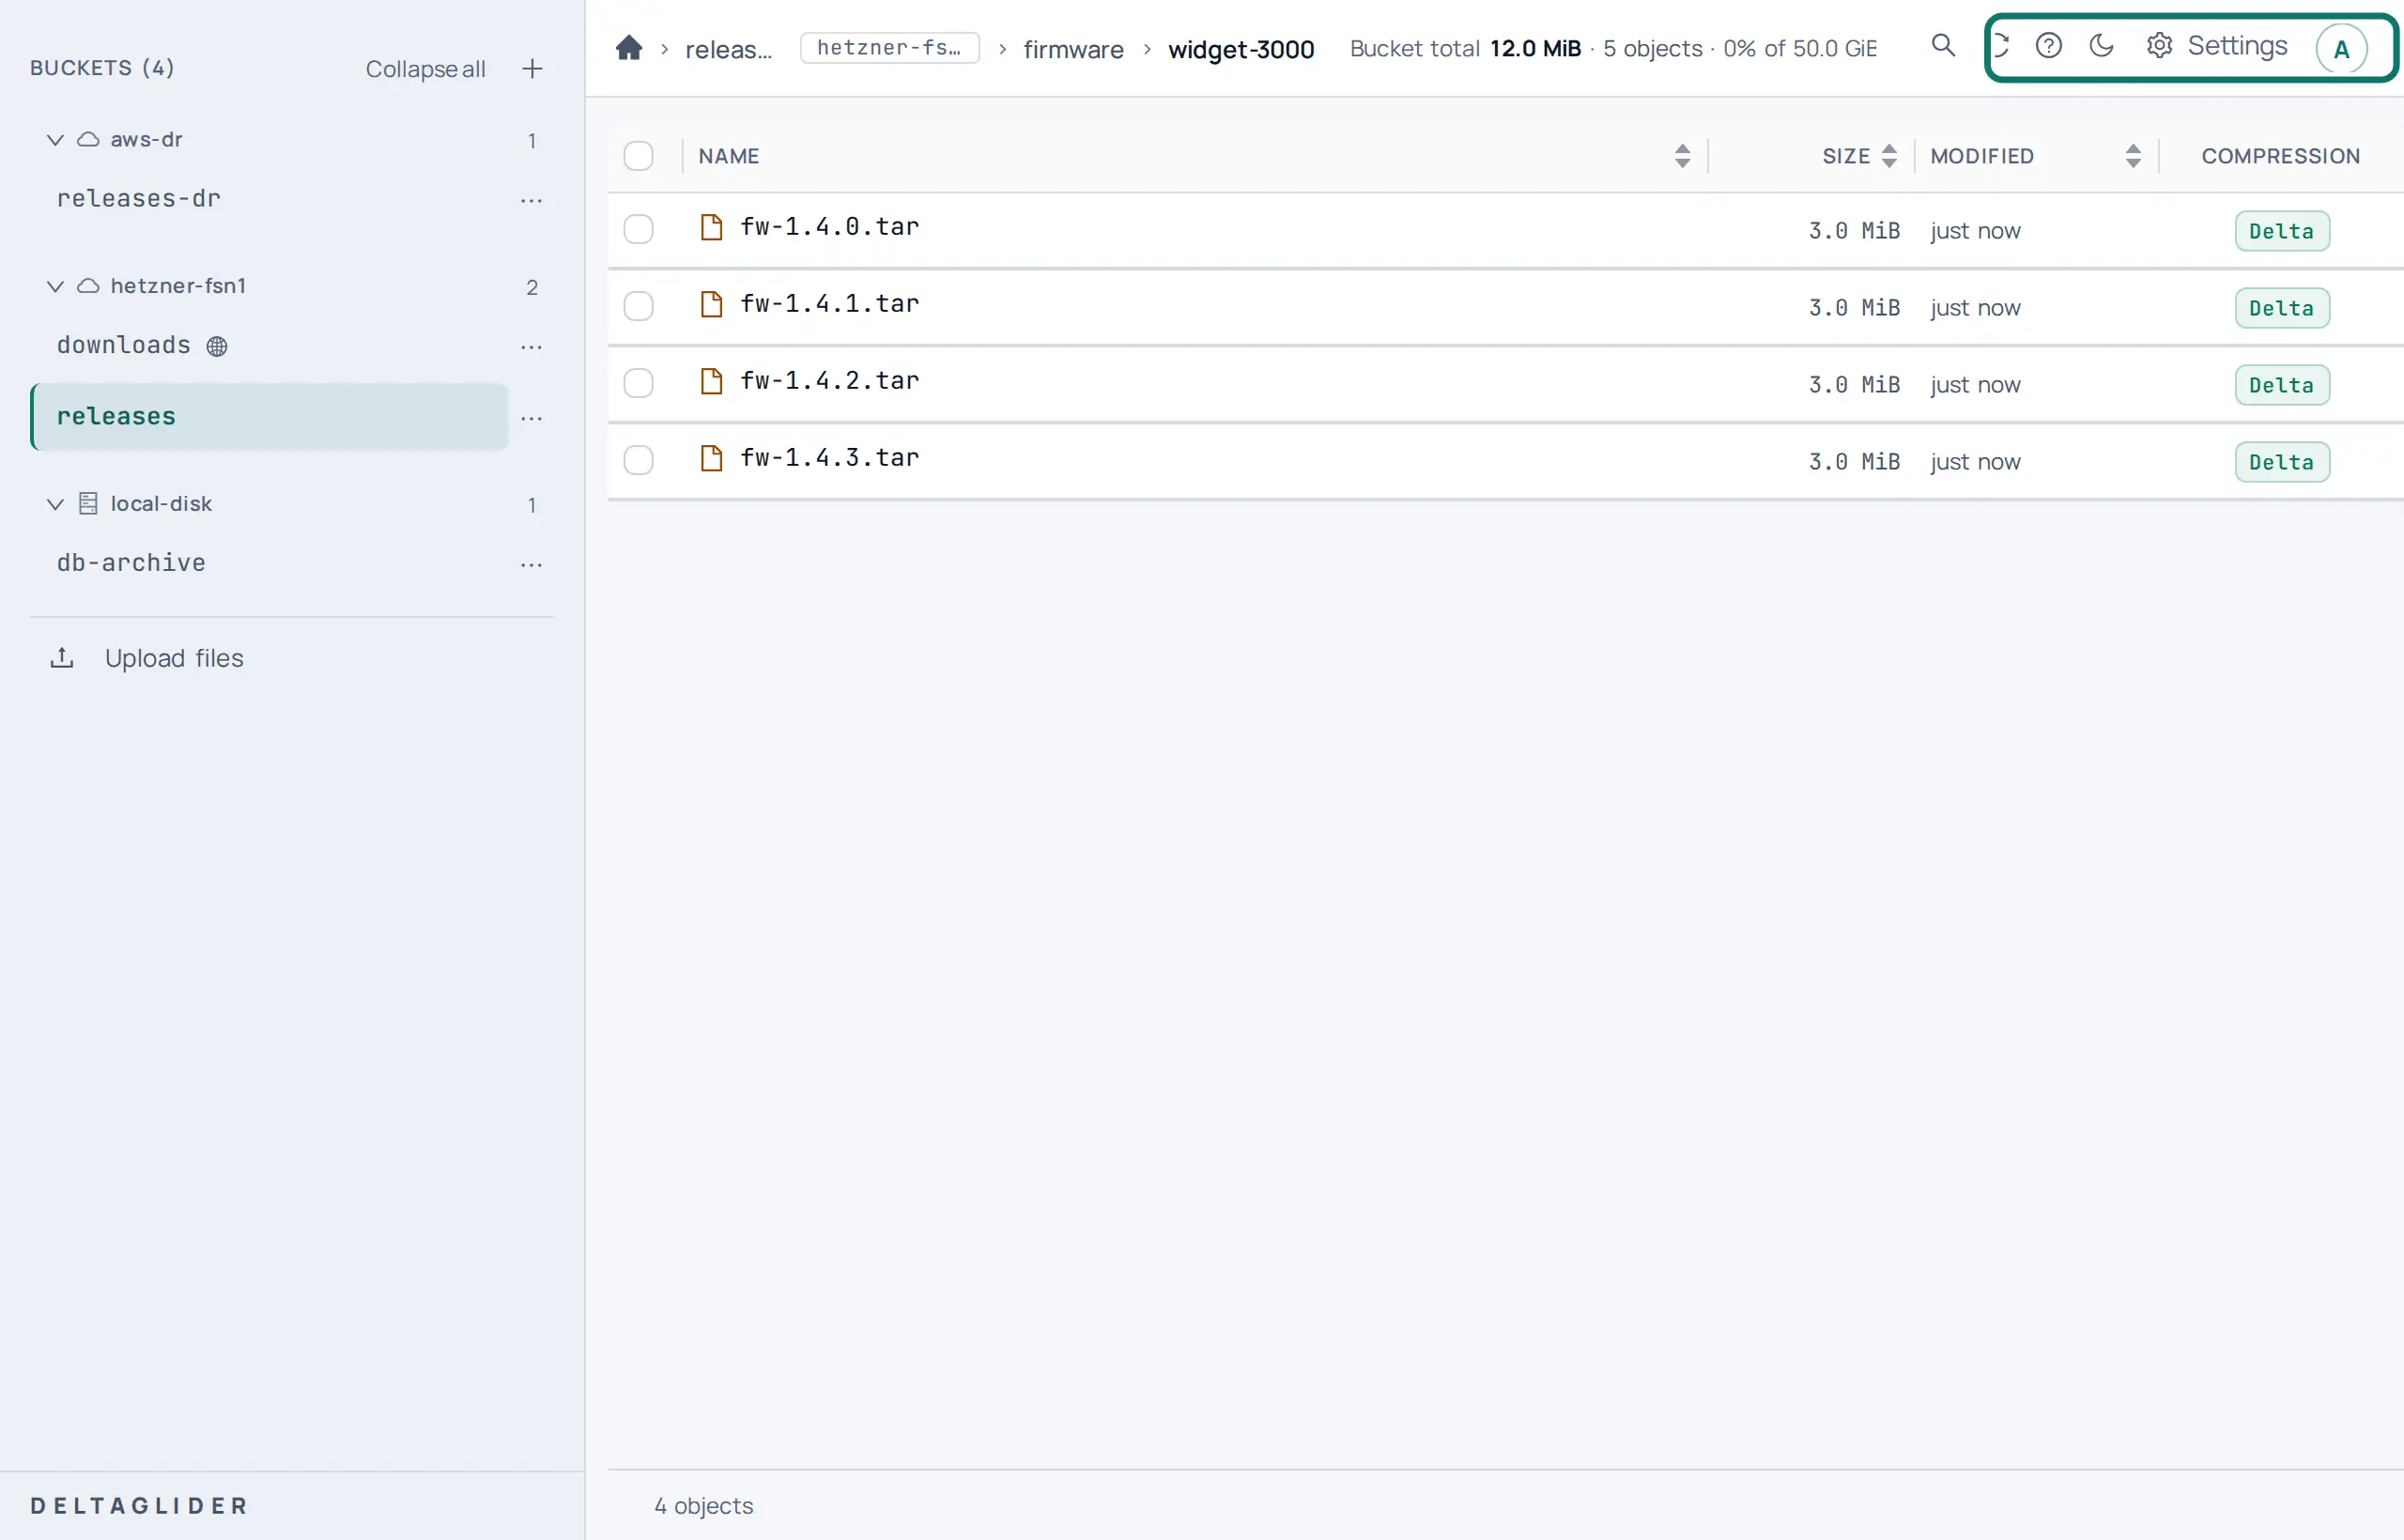 BUCKETS (4) Collapse all
aws-dr 1
releases-dr ...
hetzner-fsn1 2
downloads ...
releases ...
local-disk 1
db-archive ...
Upload files
DELTAGLIDER
releas… hetzner-fs… firmware widget-3000 Bucket total 12.0 MiB · 5 objects · 0% of 50.0 GiB Settings A
NAME SIZE MODIFIED COMPRESSION
fw-1.4.0.tar 3.0 MiB just now Delta
fw-1.4.1.tar 3.0 MiB just now Delta
fw-1.4.2.tar 3.0 MiB just now Delta
fw-1.4.3.tar 3.0 MiB just now Delta
4 objects